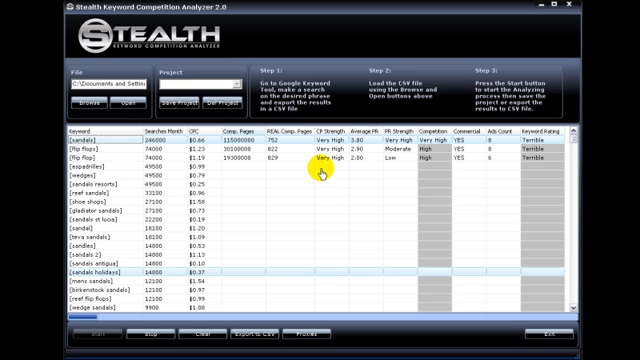 Stealth Keyword Competition Analyzer 2.0
STEALTH
KEYWORD COMPETITION ANALYZER
File
Project
C:\Documents and Setting
Browse Open Save Project Del Project
Step 1:
Go to Google Keyword
Tool, make a search
on the desired phrase
and export the results
in a CSV file
Step 2:
Load the CSV file
using the Browse and
Open buttons above
Step 3:
Press the Start button
to start the Analyzing
process then save the
project or export the
results to CSV
Keyword Searches Month CPC Comp. Pages REAL Comp. Pages CP Strength Average PR PR Strength Competition Commercial Ads Count Keyword Rating
[sandals] 246000 $0.66 115000000 752 Very High 3.80 Very High Very High YES 8 Terrible
[flip flops] 74000 $1.23 30100000 822 Very High 2.90 Moderate High YES 8 Terrible
[flip flop] 74000 $1.19 19300000 829 Very High 2.00 Low High YES 6 Terrible
[espadrilles] 49500 $0.99
[wedges] 49500 $0.79
[sandals resorts] 49500 $0.25
[reef sandals] 33100 $0.96
[shoe shops] 27100 $1.58
[gladiator sandals] 27100 $0.73
[sandals st lucia] 22200 $0.19
[sandal] 18100 $1.20
[teva sandals] 18100 $1.09
[sandles] 14800 $0.53
[sandals 2] 14800 $1.13
[sandals antigua] 14800 $0.10
[sandals holidays] 14800 $0.37
[mens sandals] 12100 $1.54
[birkenstock sandals] 12100 $0.97
[reef flip flops] 12100 $0.99
[wedge sandals] 9900 $1.08
Start Stop Clear Export to CSV Proxies Exit